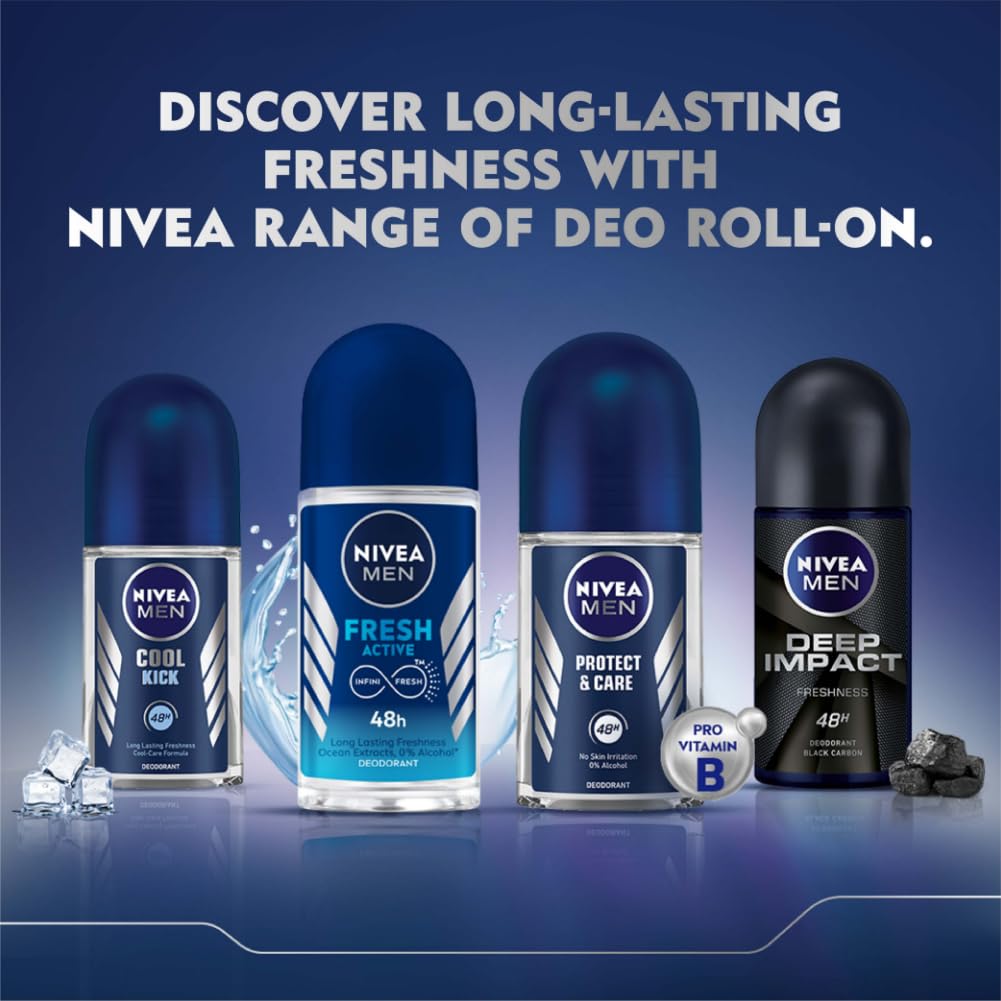 DISCOVER LONG-LASTING
FRESHNESS WITH
NIVEA RANGE OF DEO ROLL-ON.
NIVEA
MEN
COOL
KICK
48H
Long Lasting Freshness
Cool-Care Formula
DEODORANT
NIVEA
MEN
FRESH
ACTIVE
INFINI FRESH™
48h
Long Lasting Freshness
Ocean Extracts, 0% Alcohol*
DEODORANT
NIVEA
MEN
PROTECT
& CARE
48H
No Skin Irritation
0% Alcohol
DEODORANT
PRO
VITAMIN
B
NIVEA
MEN
DEEP
IMPACT
FRESHNESS
48H
DEODORANT
BLACK CARBON